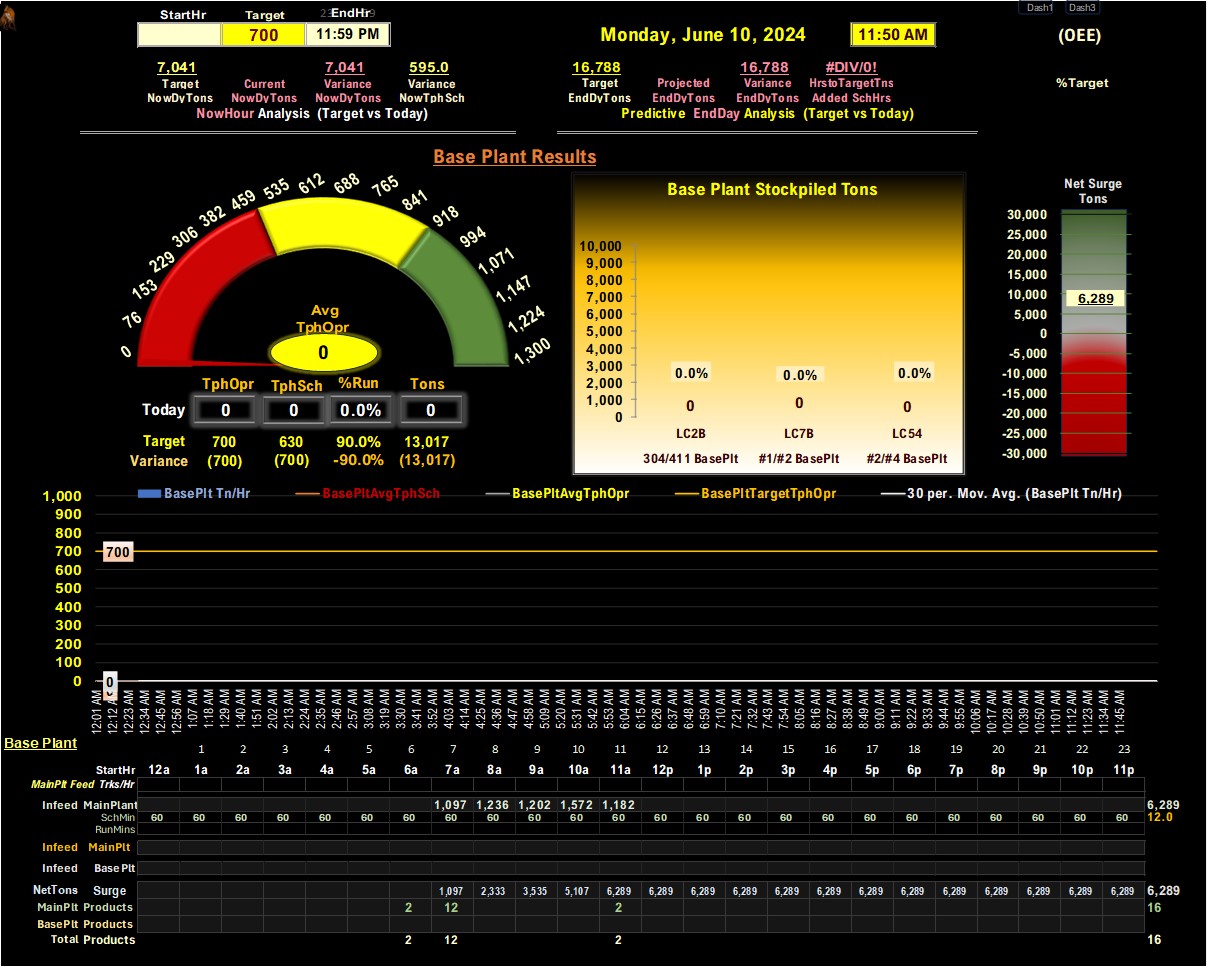 Dash1 Dash3
StartHr Target EndHr
700 11:59 PM
Monday, June 10, 2024 11:50 AM (OEE)
7,041 7,041 595.0 16,788 16,788 #DIV/0!
Target Current Variance Variance Target Projected Variance HrstoTargetTns %Target
NowDyTons NowDyTons NowDyTons NowTphSch EndDyTons EndDyTons EndDyTons Added SchHrs
NowHour Analysis (Target vs Today) Predictive EndDay Analysis (Target vs Today)
Base Plant Results
0 76 153 229 306 382 459 535 612 688 765 841 918 994 1,071 1,147 1,224 1,300
Avg
TphOpr
0
TphOpr TphSch %Run Tons
Today 0 0 0.0% 0
Target 700 630 90.0% 13,017
Variance (700) (700) -90.0% (13,017)
Base Plant Stockpiled Tons
10,000
9,000
8,000
7,000
6,000
5,000
4,000
3,000
2,000
1,000
0
0.0% 0.0% 0.0%
0 0 0
LC2B LC7B LC54
304/411 BasePlt #1/#2 BasePlt #2/#4 BasePlt
Net Surge
Tons
30,000
25,000
20,000
15,000
10,000
5,000
0
-5,000
-10,000
-15,000
-20,000
-25,000
-30,000
6,289
BasePlt Tn/Hr BasePltAvgTphSch BasePltAvgTphOpr BasePltTargetTphOpr 30 per. Mov. Avg. (BasePlt Tn/Hr)
1,000
900
800
700
600
500
400
300
200
100
0
700
0
12:01 AM 12:12 AM 12:23 AM 12:34 AM 12:45 AM 12:56 AM 1:07 AM 1:18 AM 1:29 AM 1:40 AM 1:51 AM 2:02 AM 2:13 AM 2:24 AM 2:35 AM 2:46 AM 2:57 AM 3:08 AM 3:19 AM 3:30 AM 3:41 AM 3:52 AM 4:03 AM 4:14 AM 4:25 AM 4:36 AM 4:47 AM 4:58 AM 5:09 AM 5:20 AM 5:31 AM 5:42 AM 5:53 AM 6:04 AM 6:15 AM 6:26 AM 6:37 AM 6:48 AM 6:59 AM 7:10 AM 7:21 AM 7:32 AM 7:43 AM 7:54 AM 8:05 AM 8:16 AM 8:27 AM 8:38 AM 8:49 AM 9:00 AM 9:11 AM 9:22 AM 9:33 AM 9:44 AM 9:55 AM 10:06 AM 10:17 AM 10:28 AM 10:39 AM 10:50 AM 11:01 AM 11:12 AM 11:23 AM 11:34 AM 11:45 AM
Base Plant
1 2 3 4 5 6 7 8 9 10 11 12 13 14 15 16 17 18 19 20 21 22 23
StartHr 12a 1a 2a 3a 4a 5a 6a 7a 8a 9a 10a 11a 12p 1p 2p 3p 4p 5p 6p 7p 8p 9p 10p 11p
MainPlt Feed Trks/Hr
Infeed MainPlant 1,097 1,236 1,202 1,572 1,182 6,289
SchMin 60 60 60 60 60 60 60 60 60 60 60 60 60 60 60 60 60 60 60 60 60 60 60 60 12.0
RunMins
Infeed MainPlt
Infeed BasePlt
NetTons Surge 1,097 2,333 3,535 5,107 6,289 6,289 6,289 6,289 6,289 6,289 6,289 6,289 6,289 6,289 6,289 6,289 6,289 6,289
MainPlt Products 2 12 2 16
BasePlt Products
Total Products 2 12 2 16